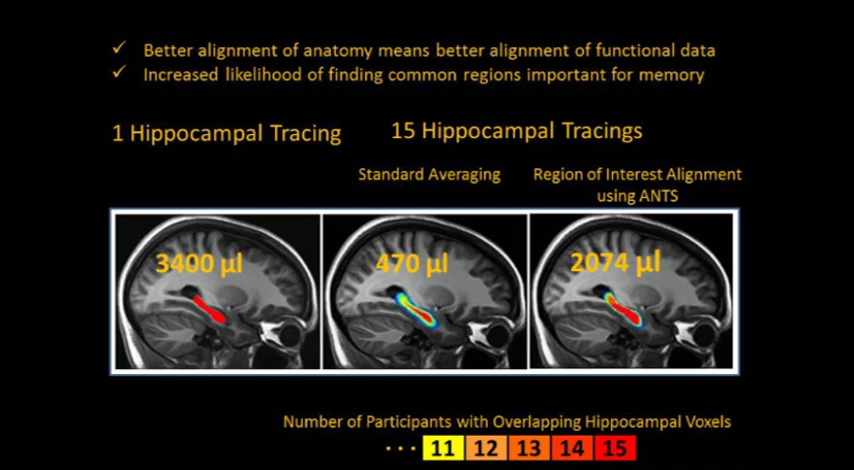 ✓ Better alignment of anatomy means better alignment of functional data
✓ Increased likelihood of finding common regions important for memory
1 Hippocampal Tracing
15 Hippocampal Tracings
Standard Averaging
Region of Interest Alignment
using ANTS
3400 µl
470 µl
2074 µl
Number of Participants with Overlapping Hippocampal Voxels
··· 11 12 13 14 15